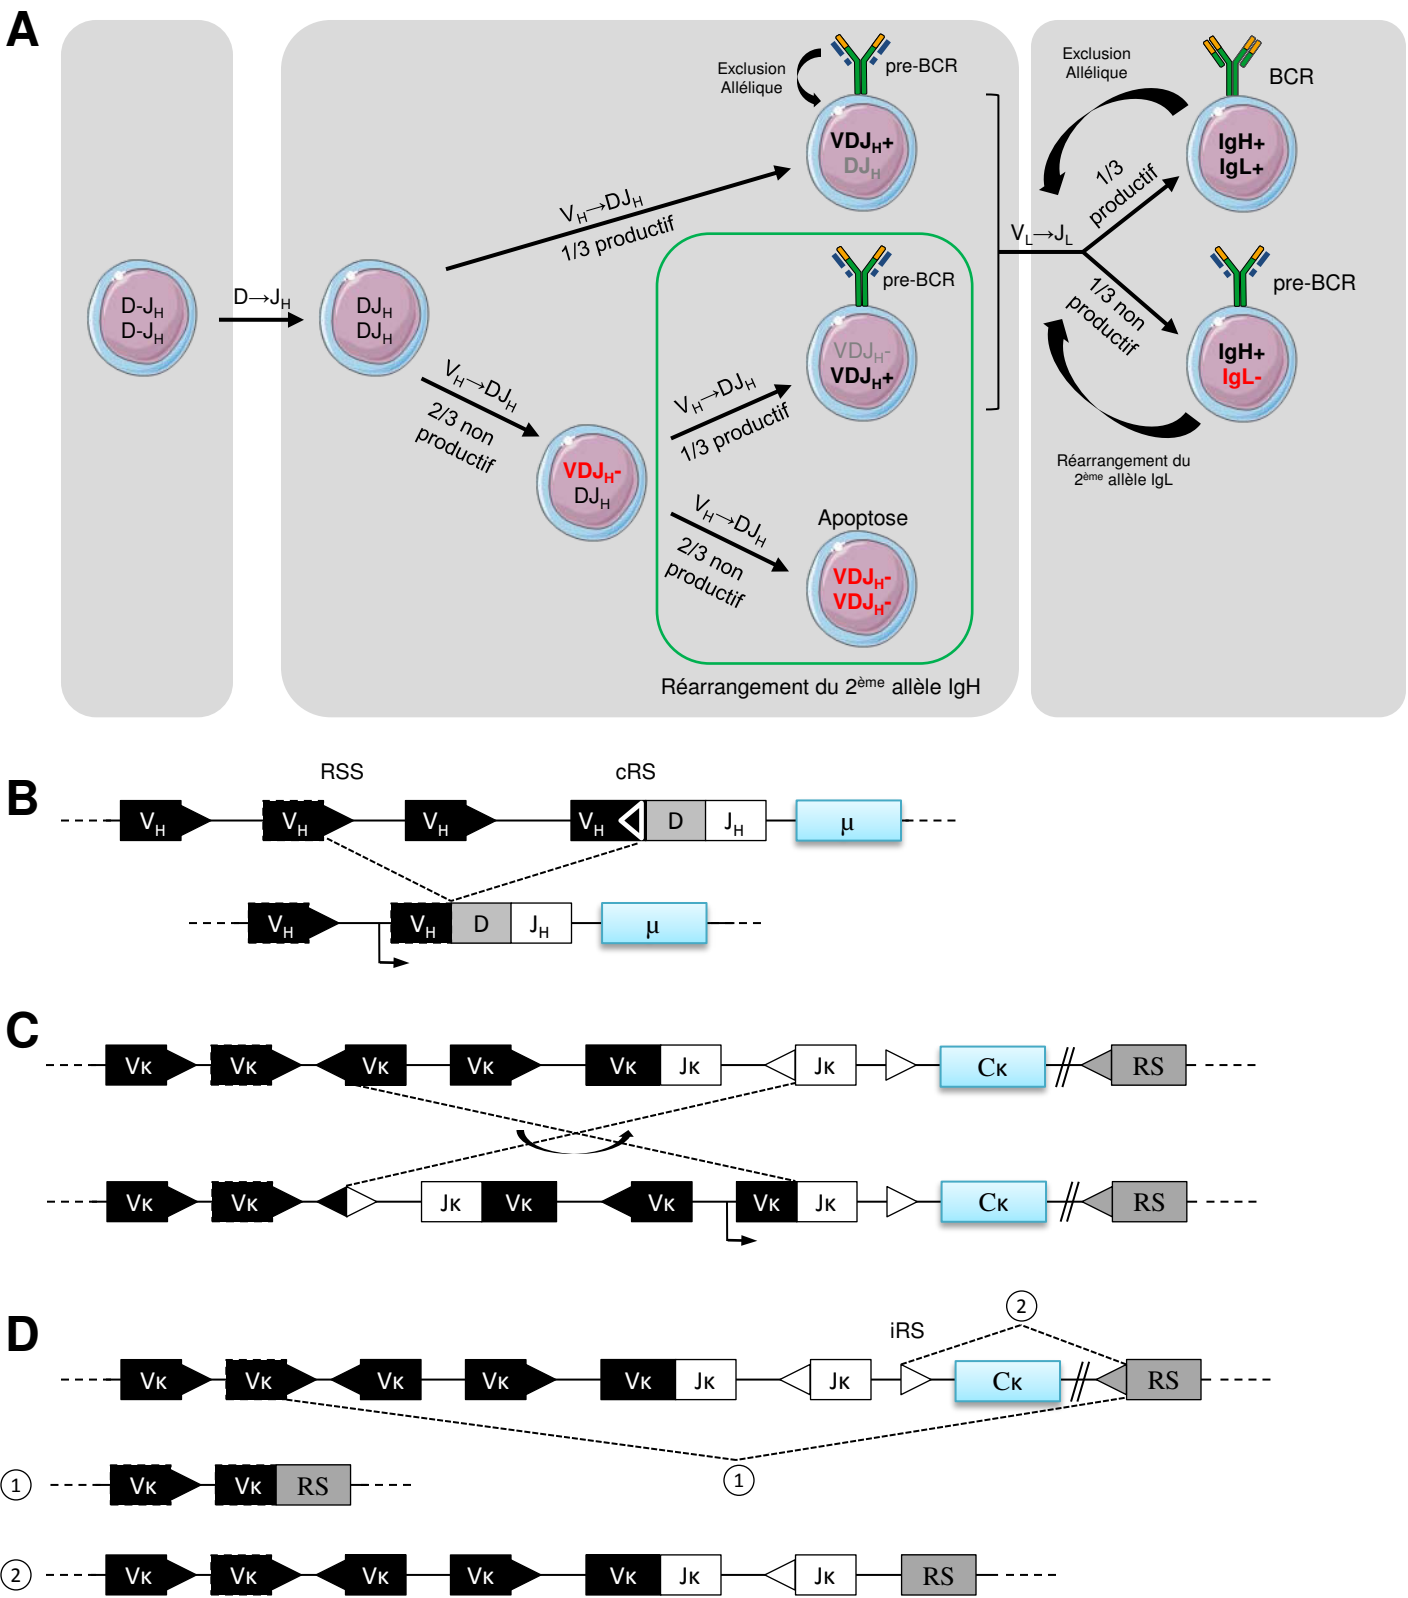 A
D-JH
D-JH
D→JH
DJH
DJH
VH→DJH
1/3 productif
VH→DJH
2/3 non
productif
VDJH-
DJH
Exclusion
Allélique
pre-BCR
VDJH+
DJH
VH→DJH
1/3 productif
pre-BCR
VDJH-
VDJH+
VH→DJH
2/3 non
productif
Apoptose
VDJH-
VDJH-
Réarrangement du 2ème allèle IgH
VL→JL
Exclusion
Allélique
BCR
IgH+
IgL+
1/3
productif
1/3 non
productif
pre-BCR
IgH+
IgL-
Réarrangement du
2ème allèle IgL
B
RSS
cRS
VH VH VH VH D JH μ
VH VH D JH μ
C
Vκ Vκ Vκ Vκ Vκ Jκ Jκ Cκ // RS
Vκ Vκ Jκ Vκ Vκ Vκ Jκ Cκ // RS
D
2
iRS
Vκ Vκ Vκ Vκ Vκ Jκ Jκ Cκ // RS
1
1 Vκ Vκ RS
2 Vκ Vκ Vκ Vκ Vκ Jκ Jκ RS